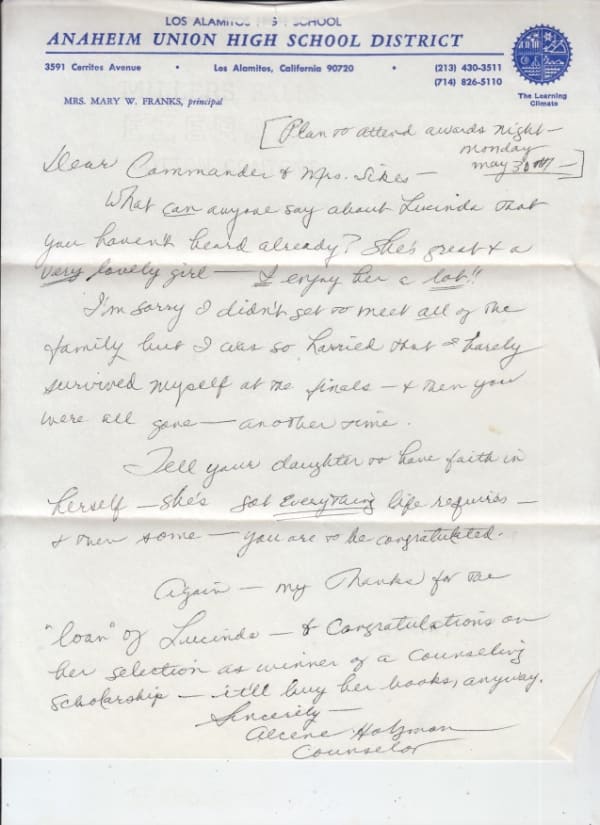 LOS ALAMITOS HIGH SCHOOL
ANAHEIM UNION HIGH SCHOOL DISTRICT
3591 Cerritos Avenue • Los Alamitos, California 90720 • (213) 430-3511
(714) 826-5110
The Learning
Climate
MRS. MARY W. FRANKS, principal
[Plan to attend awards night—
Monday
May 30th—]
Dear Commander & Mrs. Sikes—
What can anyone say about Lucinda that
you haven't heard already? She's great & a
very lovely girl — I enjoy her a lot!!
I'm sorry I didn't get to meet all of the
family but I was so harried that I barely
survived myself at the finals — & then you
were all gone — another time.
Tell your daughter to have faith in
herself — she's got everything life requires —
& then some — you are to be congratulated.
Again — my thanks for the
"loan" of Lucinda — & Congratulations on
her selection as winner of a Counseling
Scholarship — it'll buy her books, anyway.
Sincerely —
Alcene Holzman
Counselor